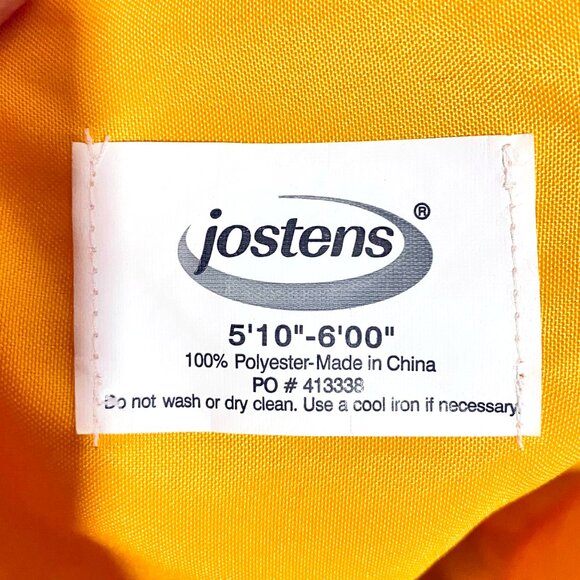 jostens®
5'10"-6'00"
100% Polyester-Made in China
PO # 413338
Do not wash or dry clean. Use a cool iron if necessary.